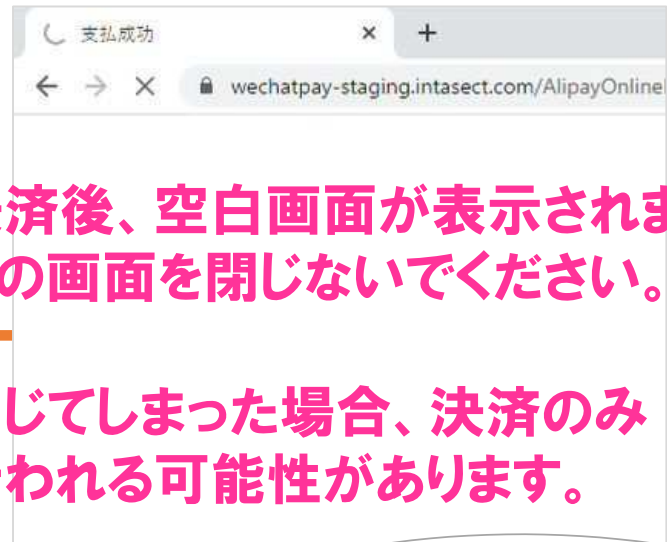 支払成功
wechatpay-staging.intasect.com/AlipayOnline
済後、空白画面が表示されま
の画面を閉じないでください。
じてしまった場合、決済のみ
われる可能性があります。